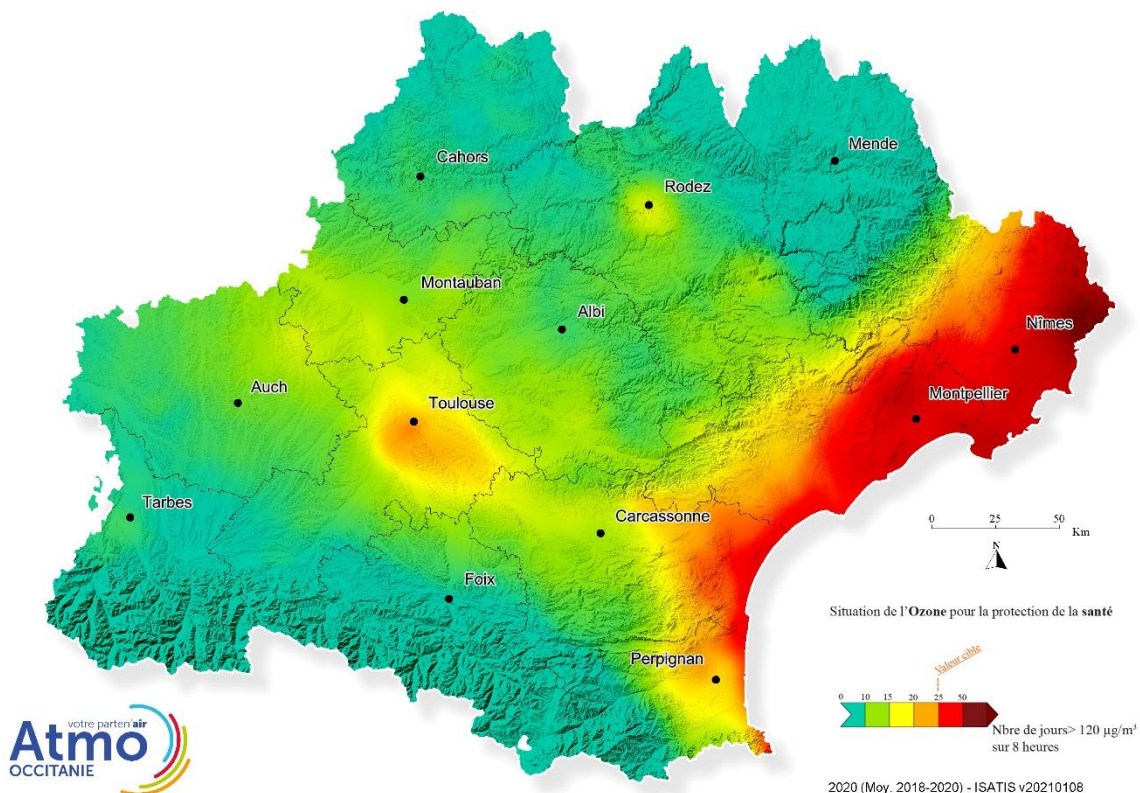 Cahors
Mende
Rodez
Montauban
Albi
Nîmes
Auch
Toulouse
Montpellier
Tarbes
Carcassonne
0 25 50
Km
N
Foix
Situation de l'Ozone pour la protection de la santé
Perpignan
Valeur cible
0 10 15 20 25 50
Nbre de jours> 120 µg/m³
sur 8 heures
votre parten'air
Atmo
OCCITANIE
2020 (Moy. 2018-2020) - ISATIS v20210108